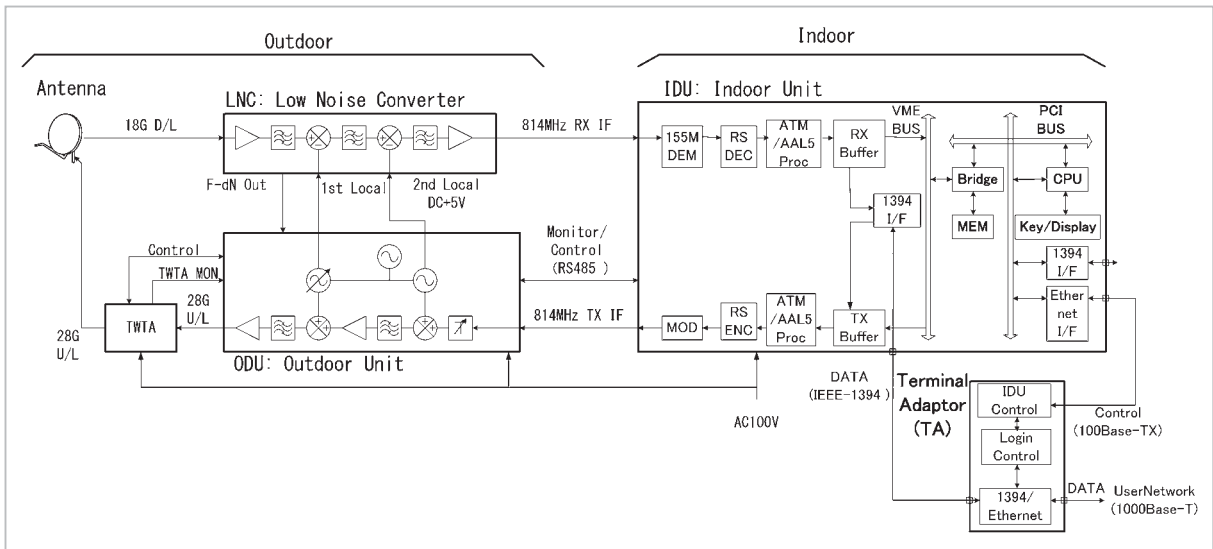 Outdoor
Indoor
Antenna
LNC: Low Noise Converter
IDU: Indoor Unit
18G D/L
814MHz RX IF
155M
DEM
RS
DEC
ATM
/AAL5
Proc
RX
Buffer
VME
BUS
PCI
BUS
F-dN Out
1st Local
2nd Local
DC+5V
1394
I/F
Bridge
CPU
MEM
Key/Display
Control
TWTA MON
Monitor/
Control
(RS485 )
1394
I/F
28G
U/L
TWTA
28G
U/L
814MHz TX IF
MOD
RS
ENC
ATM
/AAL5
Proc
TX
Buffer
Ether
net
I/F
ODU: Outdoor Unit
AC100V
DATA
(IEEE-1394 )
Terminal
Adaptor
(TA)
IDU
Control
Login
Control
1394/
Ethernet
Control
(100Base-TX)
DATA
UserNetwork
(1000Base-T)